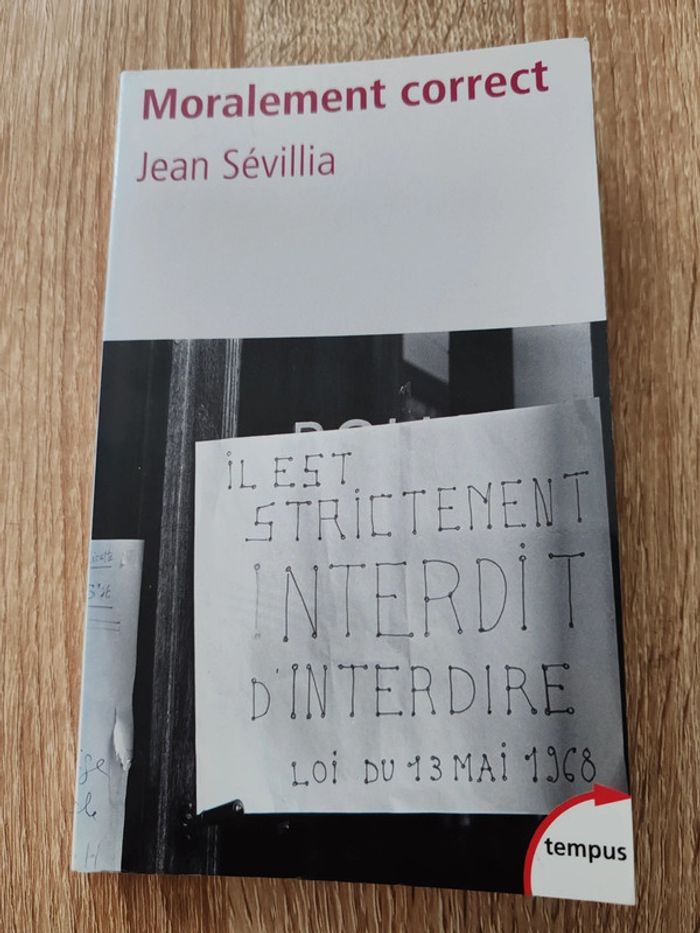 Moralement correct
Jean Sévillia
iL EST
STRiCTEMENT
iNTERDiT
D'INTERDIRE
LOi DU 13 MAi 1968
tempus